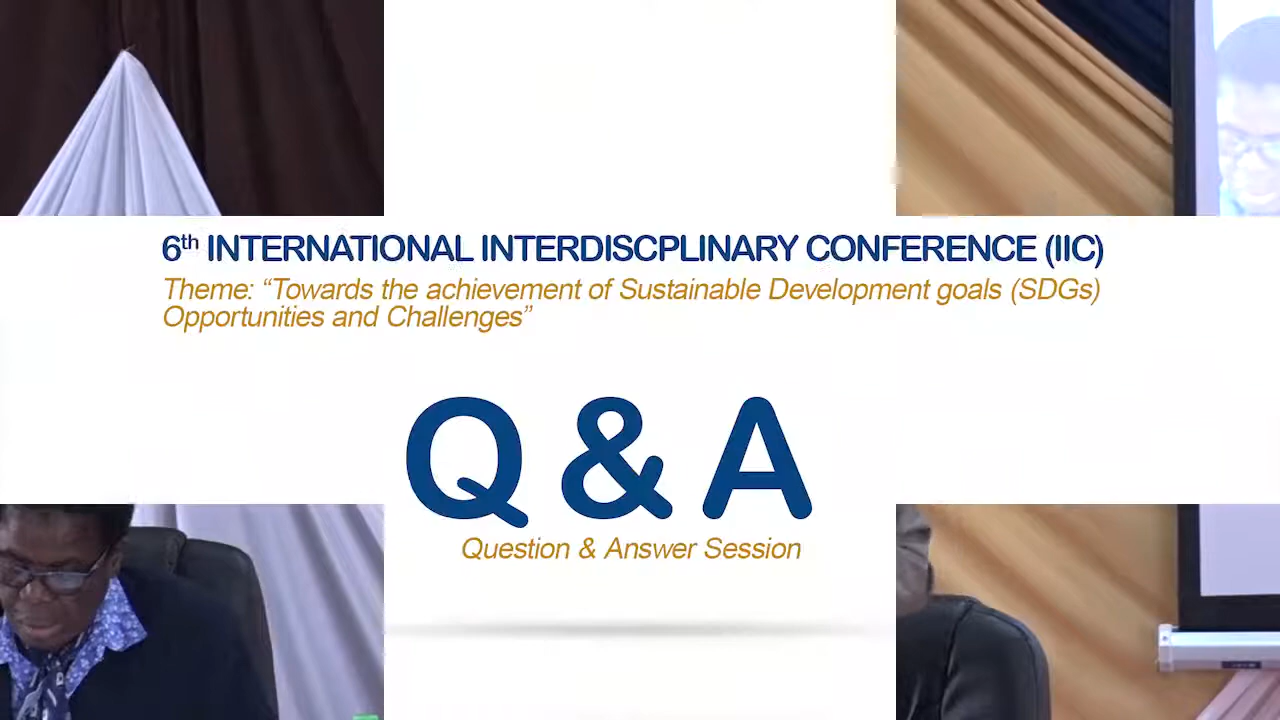 6th INTERNATIONAL INTERDISCPLINARY CONFERENCE (IIC)
Theme: “Towards the achievement of Sustainable Development goals (SDGs)
Opportunities and Challenges”
Q & A
Question & Answer Session